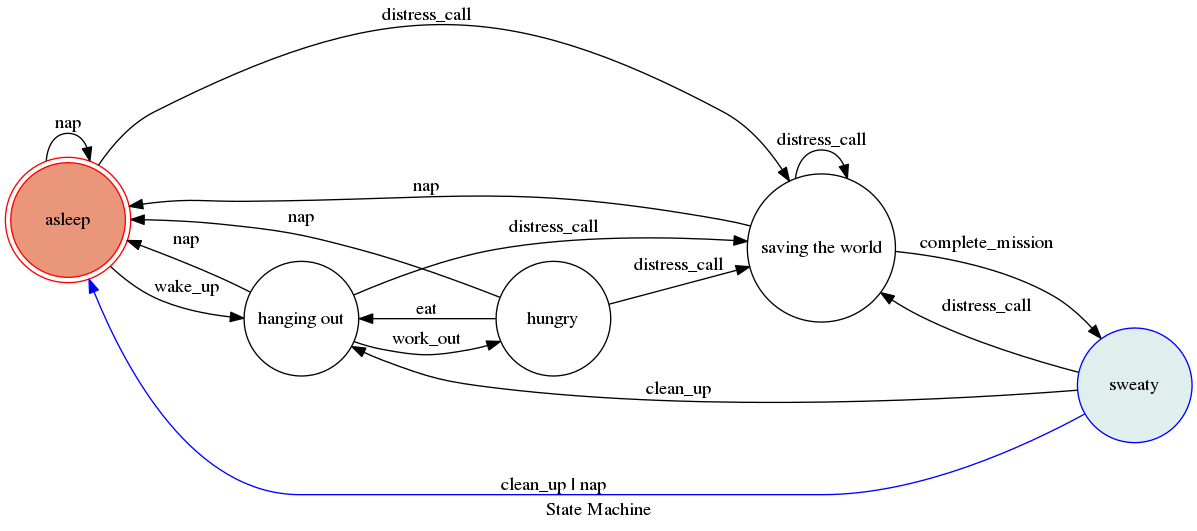 distress_call
nap
distress_call
nap
nap
asleep
distress_call
nap
saving the world
complete_mission
distress_call
wake_up
distress_call
hanging out
eat
hungry
work_out
clean_up
sweaty
clean_up | nap
State Machine